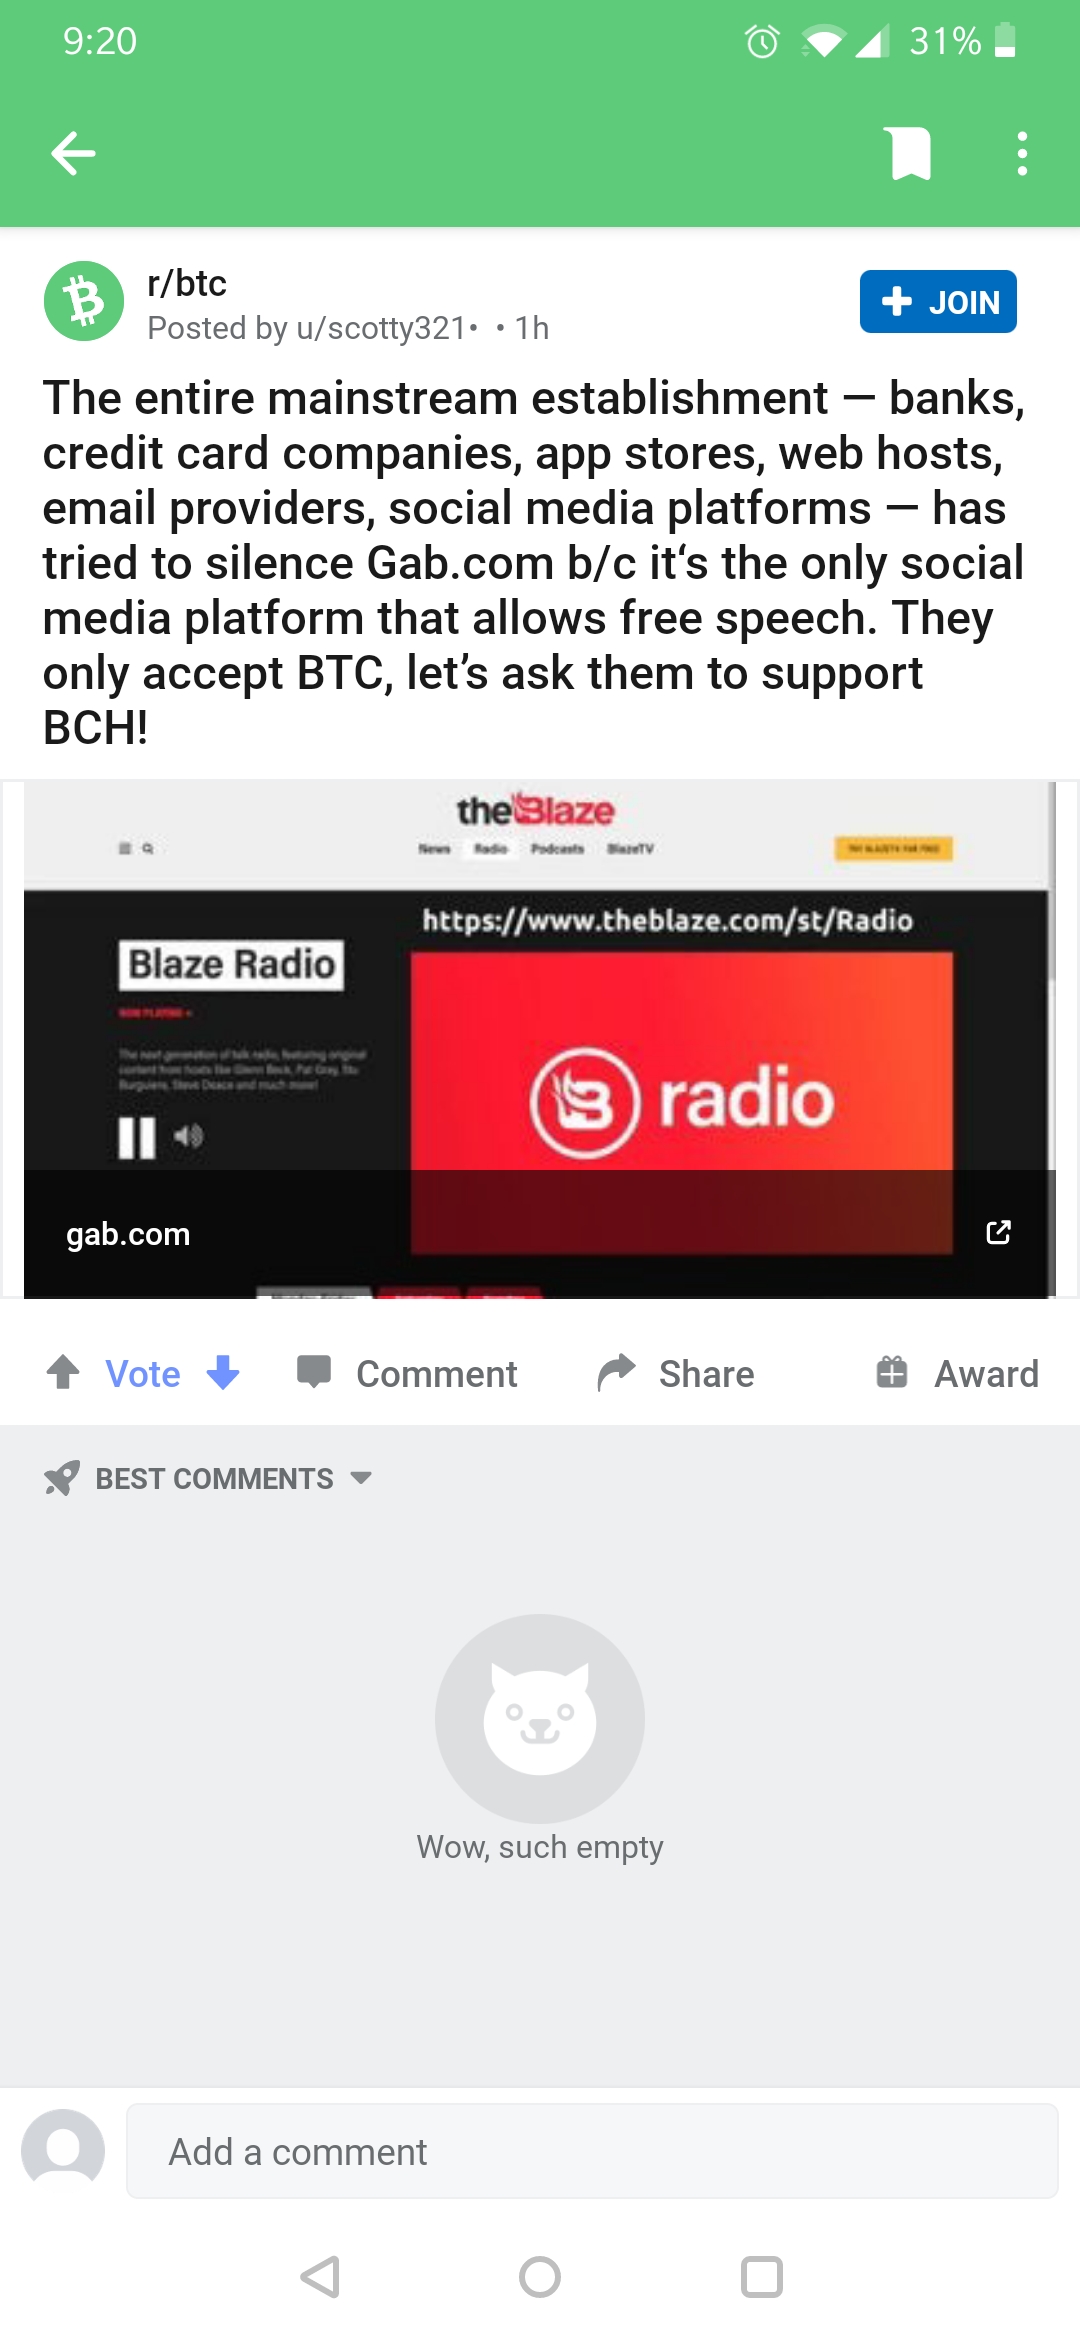 9:20
31%
r/btc
Posted by u/scotty321• • 1h
+ JOIN
The entire mainstream establishment — banks,
credit card companies, app stores, web hosts,
email providers, social media platforms — has
tried to silence Gab.com b/c it‘s the only social
media platform that allows free speech. They
only accept BTC, let’s ask them to support
BCH!
theBlaze
News Radio Podcasts BlazeTV
https://www.theblaze.com/st/Radio
Blaze Radio
NOW PLAYING
The next generation of talk radio, featuring original
content from hosts like Glenn Beck, Pat Gray, Stu
Burguiere, Steve Deace and much more!
radio
gab.com
Vote Comment Share Award
BEST COMMENTS
Wow, such empty
Add a comment